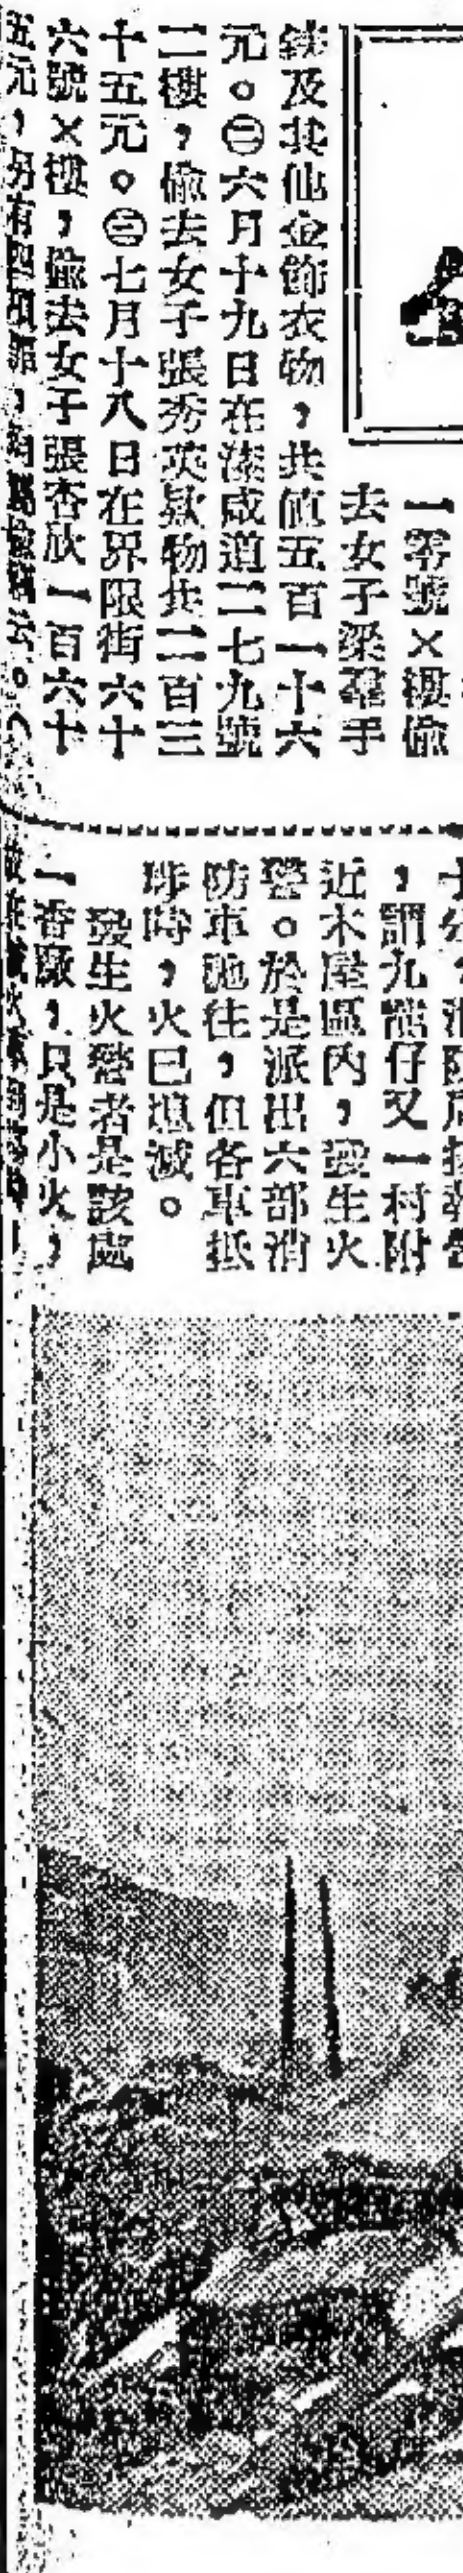 一零號×樓偷
去女子梁羣手
鈇及其他金飾衣物，共值五百一十六
元。㊁六月十九日在漆咸道二七九號
二樓，偷去女子張秀英欵物共二百三
十五元。㊂七月十八日在界限街六十
六號×樓，偷去女子張杏欣一百六十
五元，另有四項罪，均屬偷竊云。
，謂九龍仔又一村附
近木屋區內，發生火
警。於是派出六部消
防車馳往，但各車抵
埗時，火已熄滅。
發生火警者是該處
一香廠，只是小火，